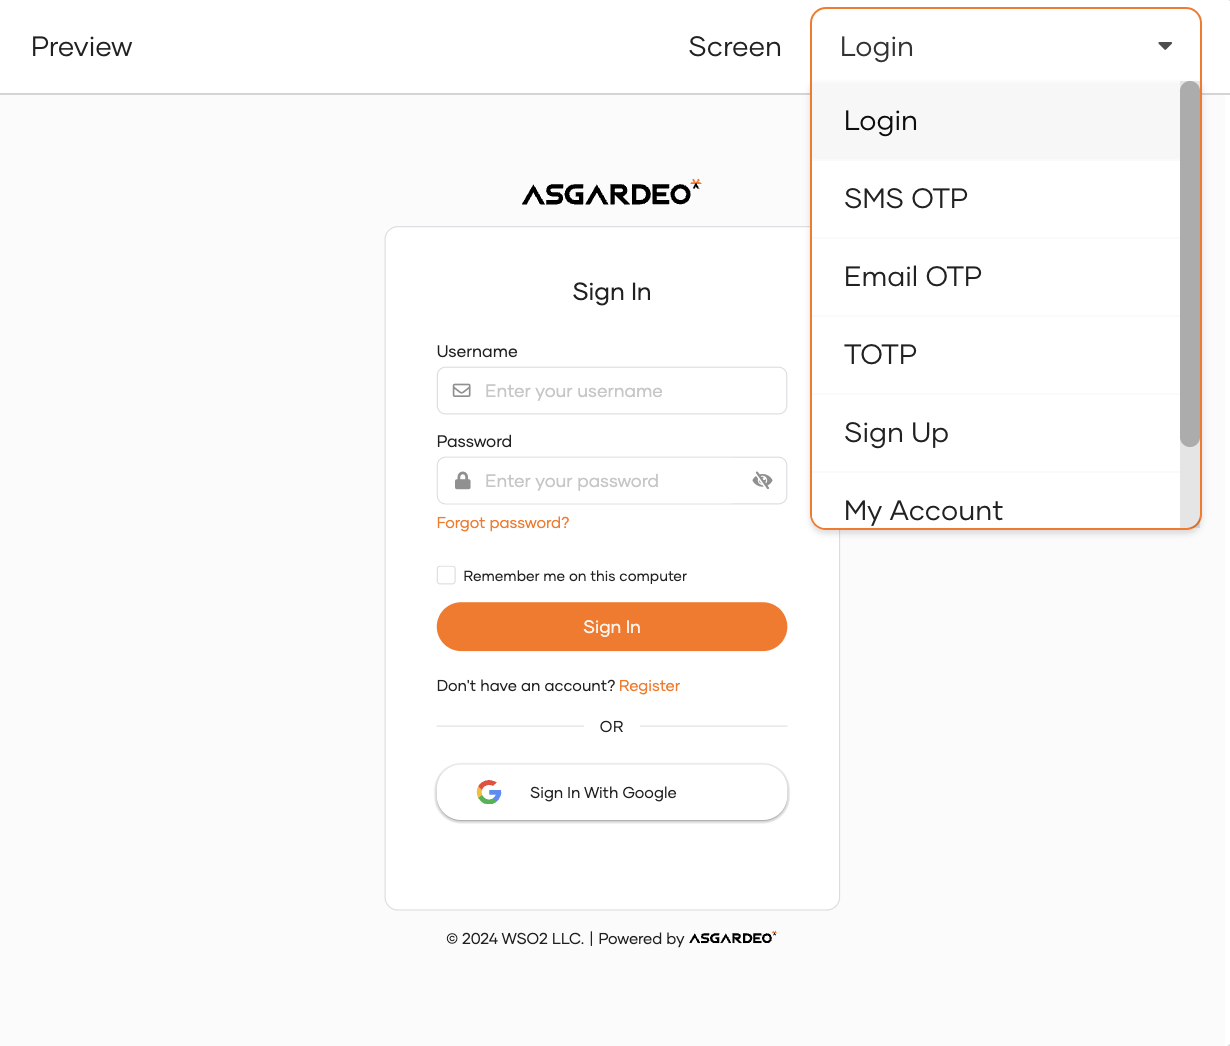 Preview
Screen
Login
Login
SMS OTP
Email OTP
TOTP
Sign Up
My Account
ASGARDEO
Sign In
Username
Enter your username
Password
Enter your password
Forgot password?
Remember me on this computer
Sign In
Don't have an account? Register
OR
Sign In With Google
© 2024 WSO2 LLC. | Powered by ASGARDEO